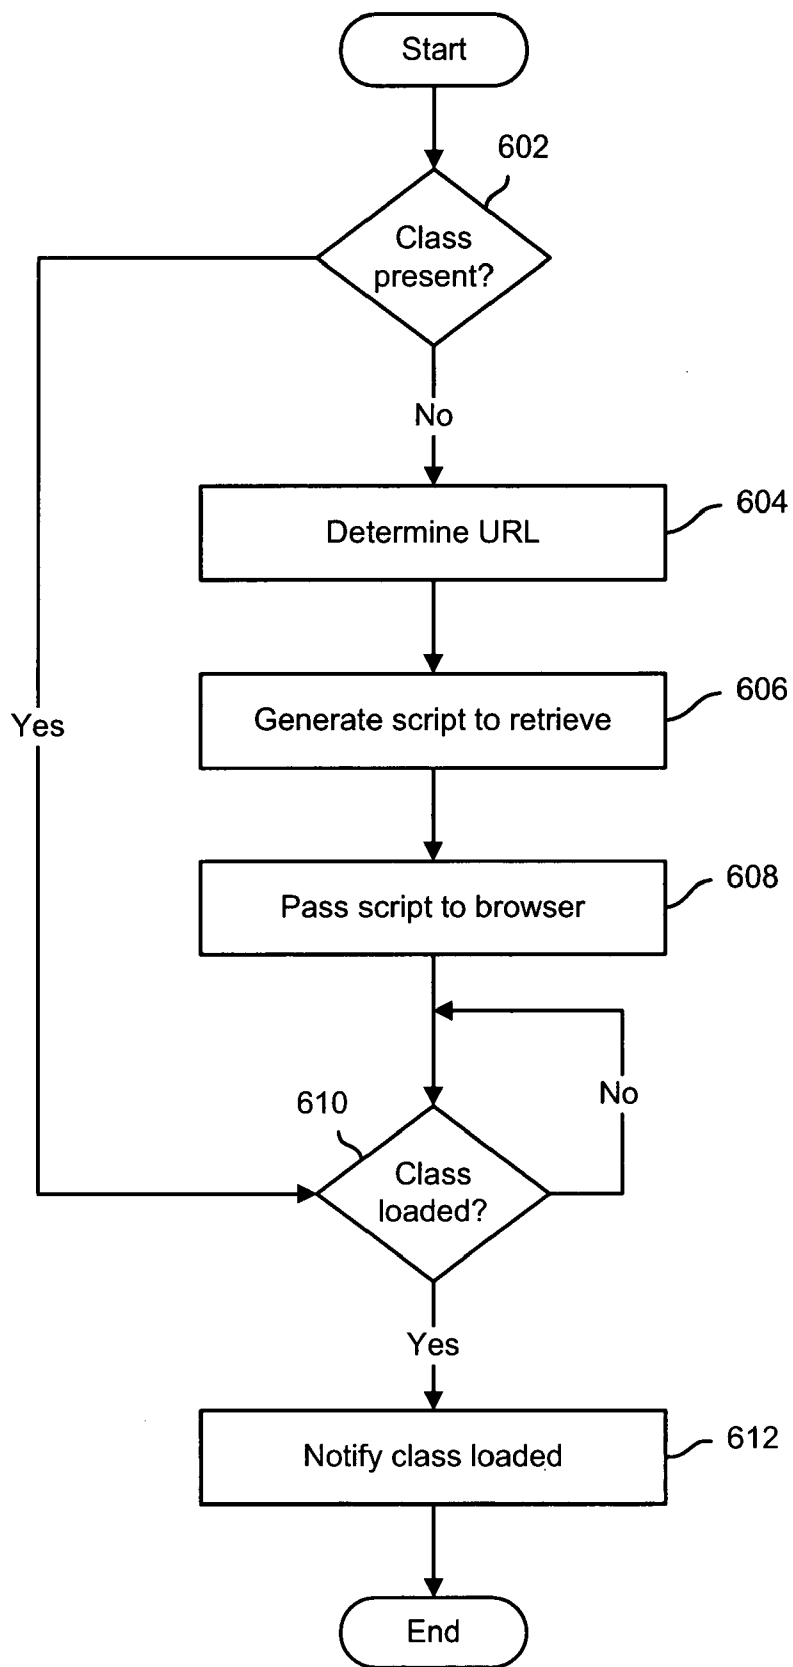 Start
602
Class
present?
No
604
Determine URL
606
Generate script to retrieve
Yes
608
Pass script to browser
No
610
Class
loaded?
Yes
612
Notify class loaded
End